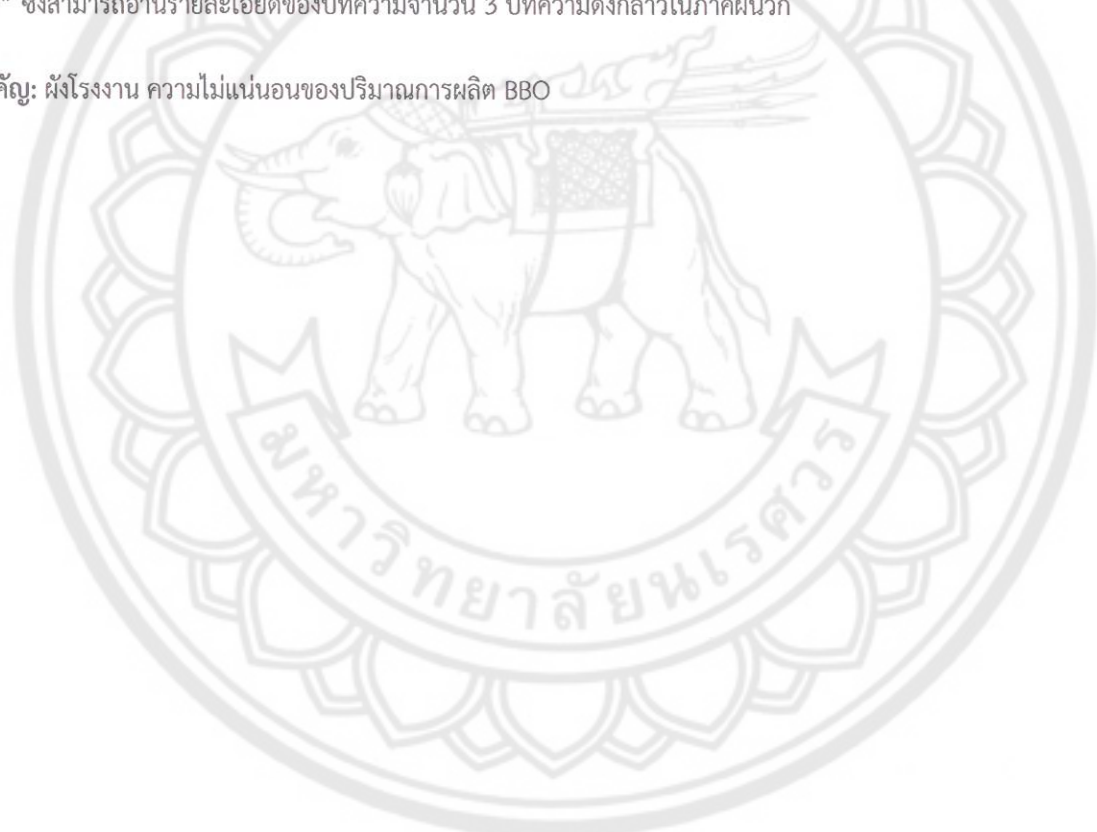 " ซึ่งสามารถอ่านรายละเอียดของบทความจำนวน 3 บทความดังกล่าวในภาคผนวก
คัญ: ผังโรงงาน ความไม่แน่นอนของปริมาณการผลิต BBO
มหาวิทยาลัยนเรศวร